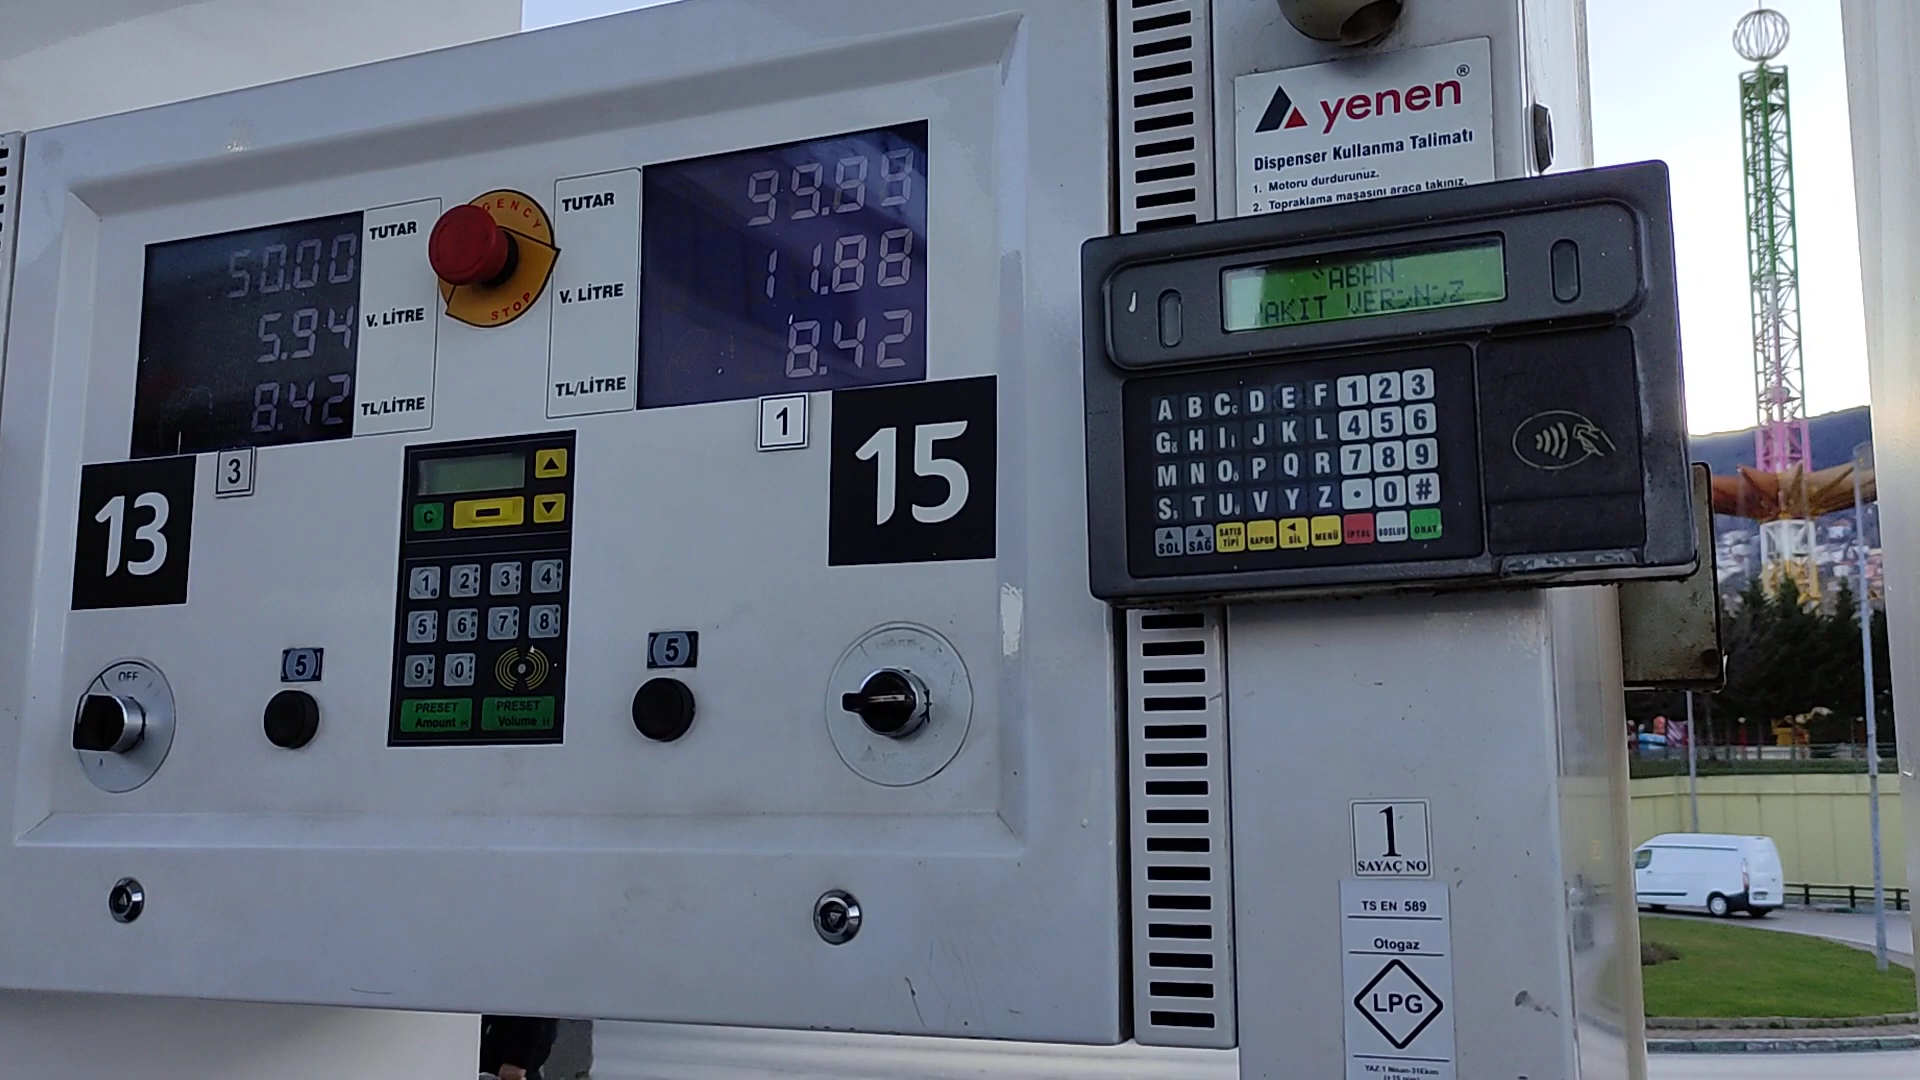 yenen®
Dispenser Kullanma Talimatı
1. Motoru durdurunuz.
2. Topraklama maşasını araca takınız.
TUTAR
50.00
V. LİTRE
5.94
TL/LİTRE
8.42
STOP
TUTAR
V. LİTRE
11.88
TL/LİTRE
8.42
3
1
13
15
C
1 2 3 4
5 6 7 8
9 0
PRESET
Amount
PRESET
Volume
OFF
5
5
ABAN
AKIT
A B C D E F 1 2 3
G H I J K L 4 5 6
M N O P Q R 7 8 9
S T U V Y Z . 0 #
SOL SAĞ SATIŞ TİPİ RAPOR SİL MENÜ İPTAL BOŞLUK ONAY
1
SAYAÇ NO
TS EN 589
Otogaz
LPG
YAZ:1 Nisan-31Ekim